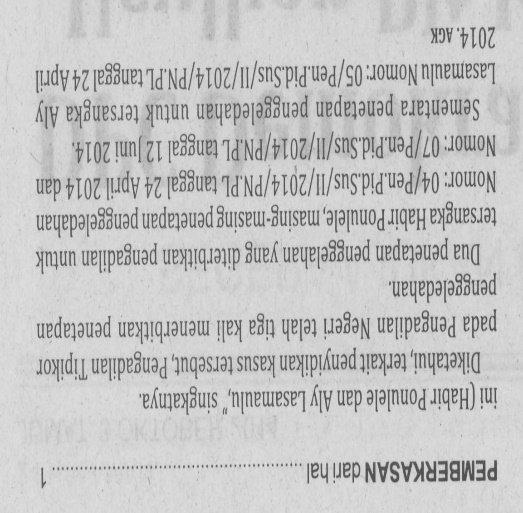 PEMBERKASAN dari hal ........................................................ 1
ini (Habir Ponulele dan Aly Lasamaulu," singkatnya.
Diketahui, terkait penyidikan kasus tersebut, Pengadilan Tipikor
pada Pengadilan Negeri telah tiga kali menerbitkan penetapan
penggeledahan.
Dua penetapan penggelahan yang diterbitkan pengadilan untuk
tersangka Habir Ponulele, masing-masing penetapan penggeledahan
Nomor: 04/Pen.Pid.Sus/II/2014/PN.PL tanggal 24 April 2014 dan
Nomor: 07/Pen.Pid.Sus/II/2014/PN.PL tanggal 12 Juni 2014.
Sementara penetapan penggeledahan untuk tersangka Aly
Lasamaulu Nomor: 05/Pen.Pid.Sus/II/2014/PN.PL tanggal 24 April
2014. AGK